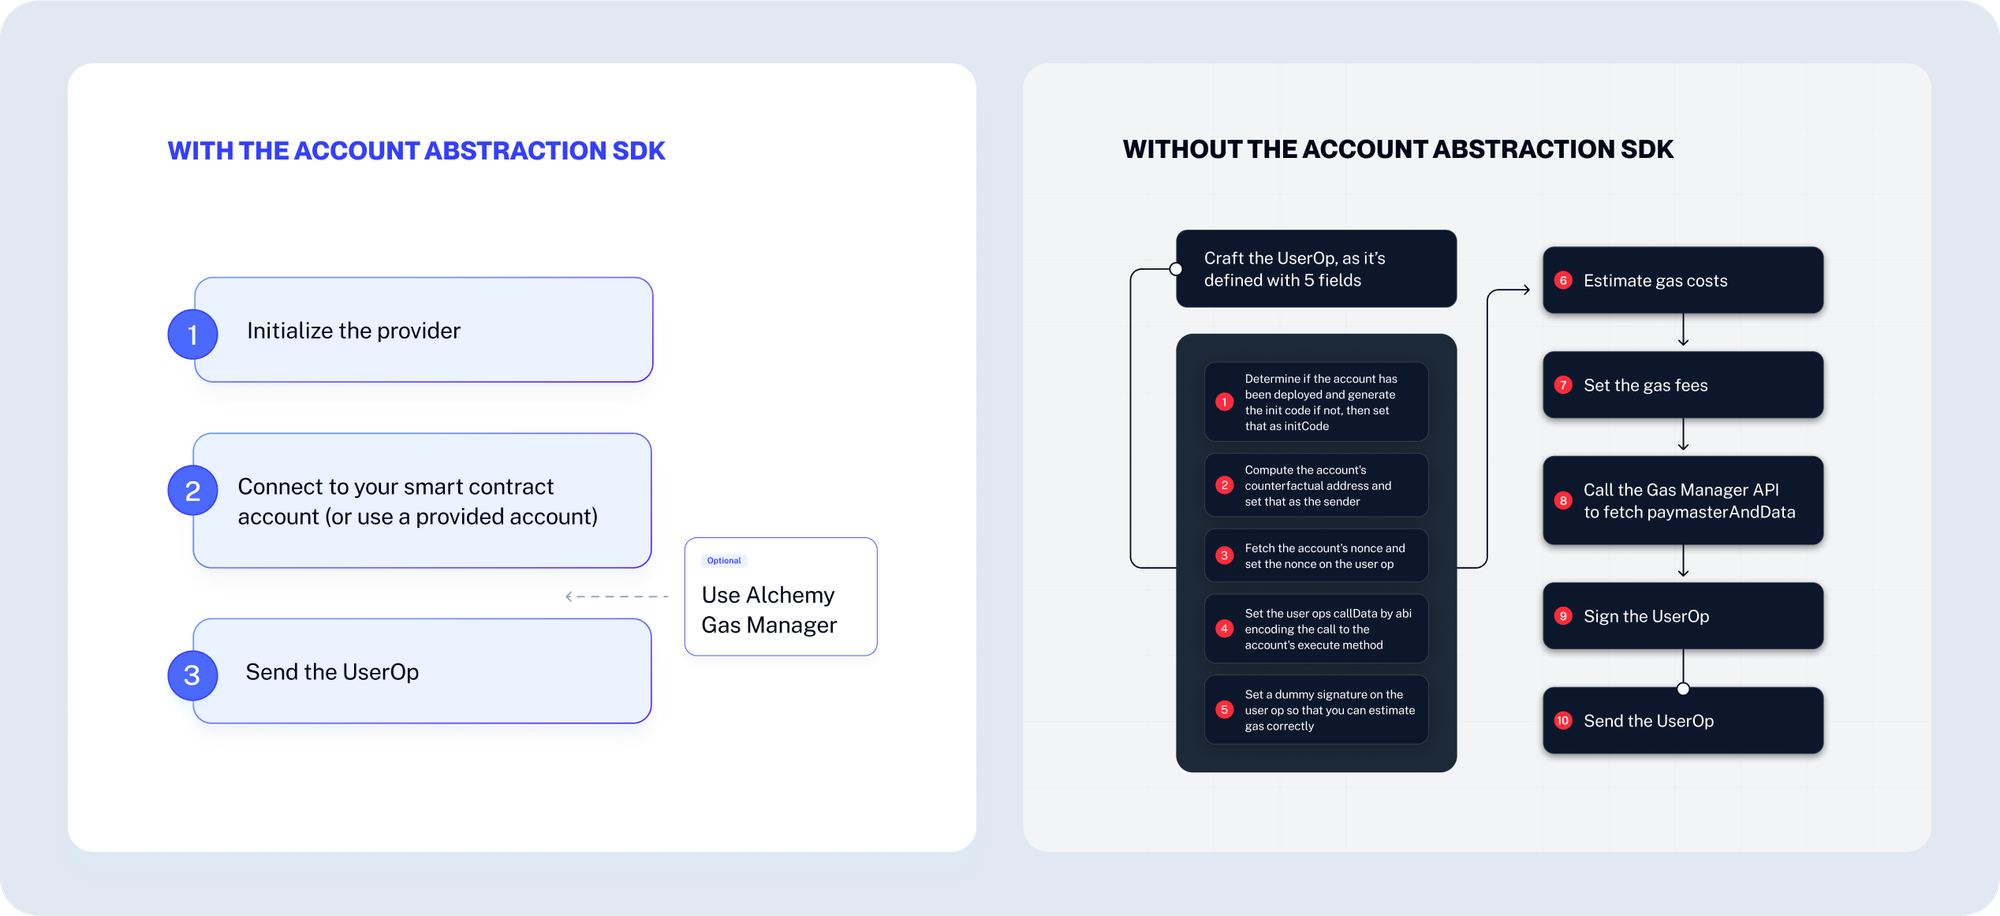 WITH THE ACCOUNT ABSTRACTION SDK
1
Initialize the provider
2
Connect to your smart contract
account (or use a provided account)
Optional
Use Alchemy
Gas Manager
3
Send the UserOp
WITHOUT THE ACCOUNT ABSTRACTION SDK
Craft the UserOp, as it’s
defined with 5 fields
1
Determine if the account has
been deployed and generate
the init code if not, then set
that as initCode
2
Compute the account's
counterfactual address and
set that as the sender
3
Fetch the account's nonce and
set the nonce on the user op
4
Set the user ops callData by abi
encoding the call to the
account's execute method
5
Set a dummy signature on the
user op so that you can estimate
gas correctly
6
Estimate gas costs
7
Set the gas fees
8
Call the Gas Manager API
to fetch paymasterAndData
9
Sign the UserOp
10
Send the UserOp